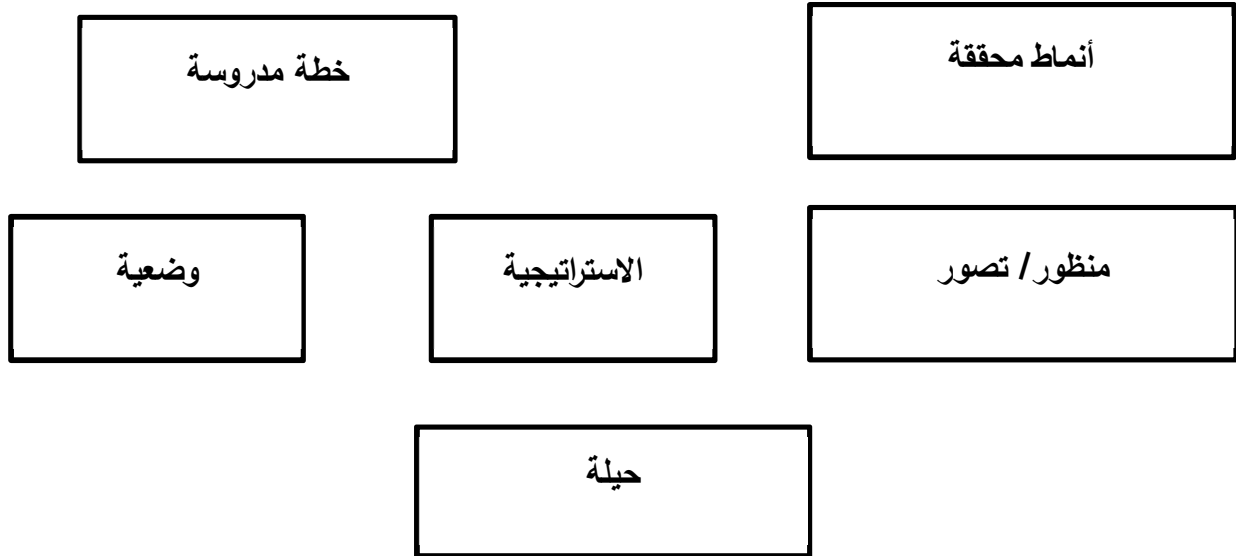 أنماط محققة
خطة مدروسة
منظور/ تصور
الاستراتيجية
وضعية
حيلة